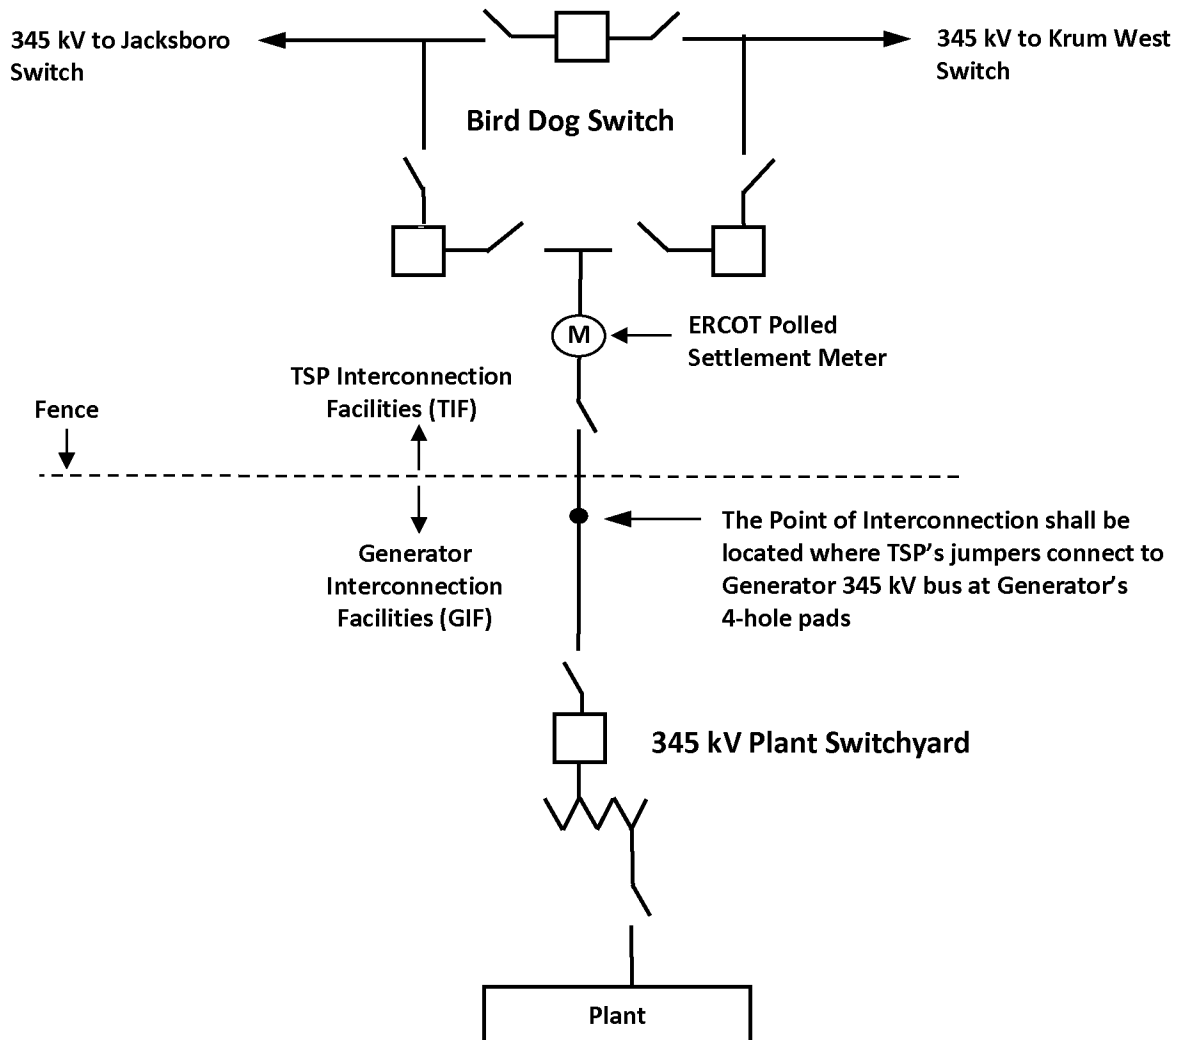 345 kV to Jacksboro
Switch
345 kV to Krum West
Switch
Bird Dog Switch
M
ERCOT Polled
Settlement Meter
TSP Interconnection
Facilities (TIF)
Fence
The Point of Interconnection shall be
located where TSP’s jumpers connect to
Generator 345 kV bus at Generator’s
4-hole pads
Generator
Interconnection
Facilities (GIF)
345 kV Plant Switchyard
Plant